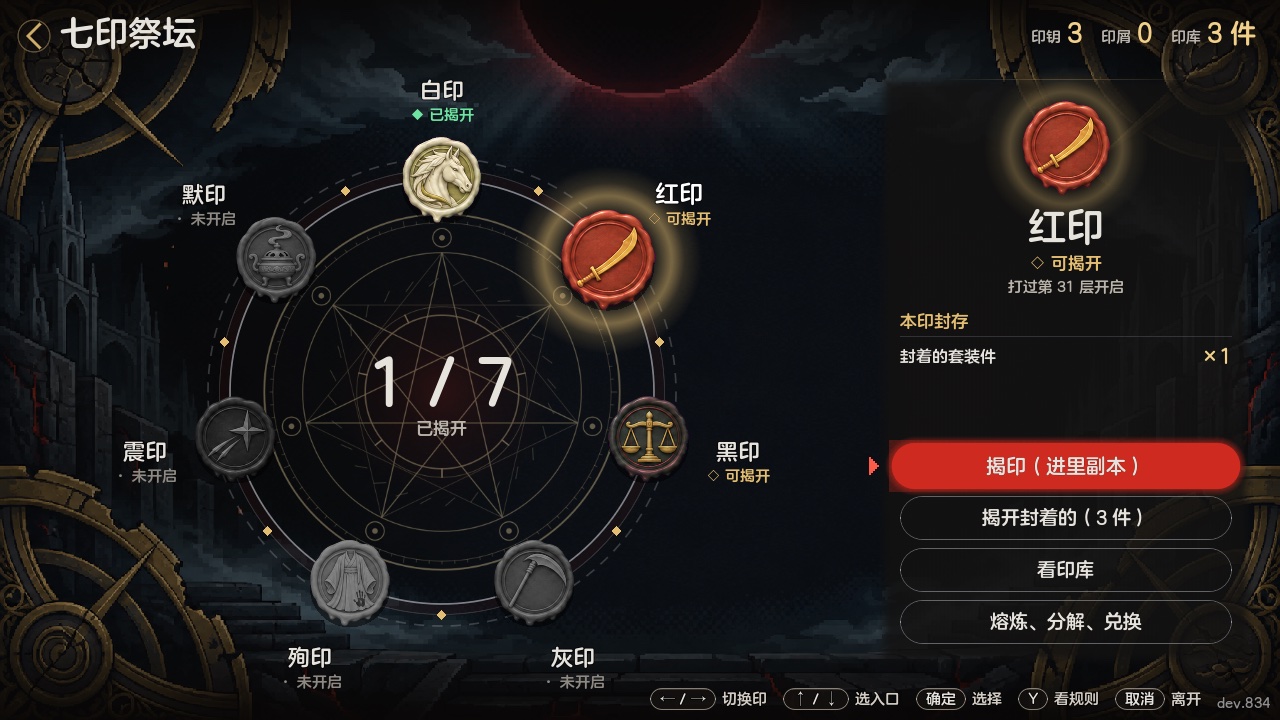 七印祭坛
印钥 3 印屑 0 印库 3 件
白印
◆ 已揭开
默印
· 未开启
红印
◇ 可揭开
1 / 7
已揭开
震印
· 未开启
黑印
◇ 可揭开
殉印
· 未开启
灰印
· 未开启
红印
◇ 可揭开
打过第 31 层开启
本印封存
封着的套装件 ×1
揭印（进里副本）
揭开封着的（3 件）
看印库
熔炼、分解、兑换
←/→ 切换印 ↑/↓ 选入口 确定 选择 Y 看规则 取消 离开
dev.834